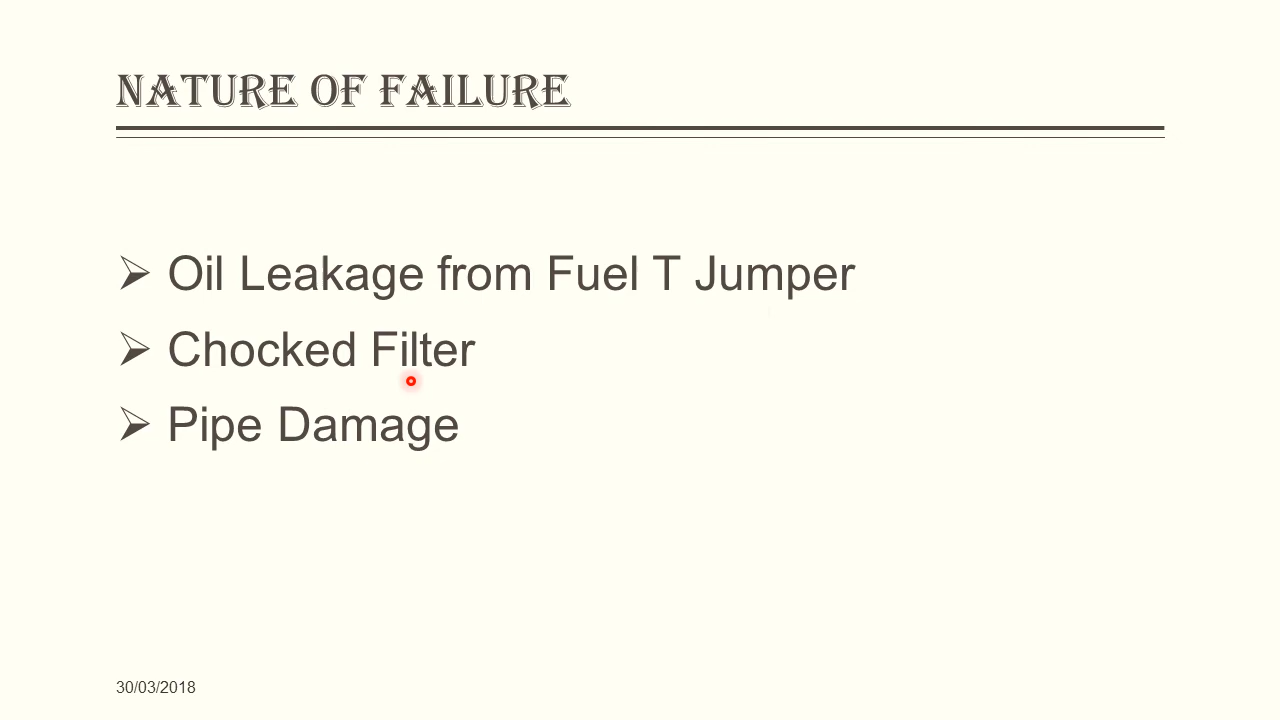 NATURE OF FAILURE
Oil Leakage from Fuel T Jumper
Chocked Filter
Pipe Damage
30/03/2018